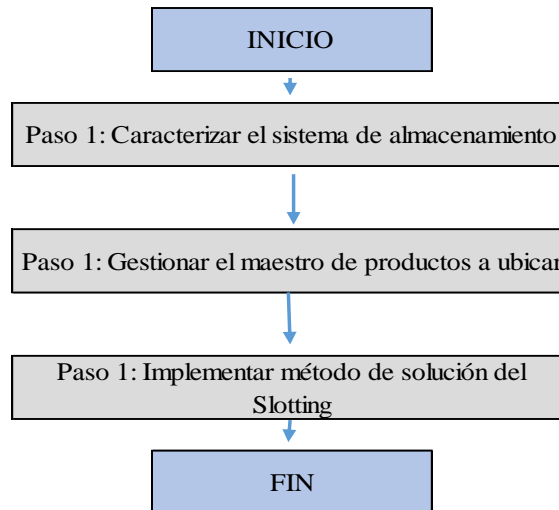 INICIO
Paso 1: Caracterizar el sistema de almacenamiento
Paso 1: Gestionar el maestro de productos a ubicar
Paso 1: Implementar método de solución del
Slotting
FIN